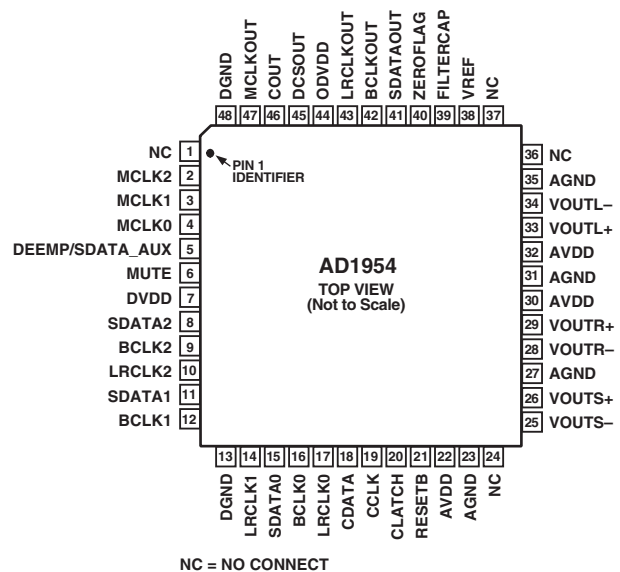 DGND
MCLKOUT
COUT
DCSOUT
ODVDD
LRCLKOUT
BCLKOUT
SDATAOUT
ZEROFLAG
FILTERCAP
VREF
NC
48 47 46 45 44 43 42 41 40 39 38 37
NC 1
MCLK2 2
MCLK1 3
MCLK0 4
DEEMP/SDATA_AUX 5
MUTE 6
DVDD 7
SDATA2 8
BCLK2 9
LRCLK2 10
SDATA1 11
BCLK1 12
PIN 1
IDENTIFIER
AD1954
TOP VIEW
(Not to Scale)
36 NC
35 AGND
34 VOUTL–
33 VOUTL+
32 AVDD
31 AGND
30 AVDD
29 VOUTR+
28 VOUTR–
27 AGND
26 VOUTS+
25 VOUTS–
13 14 15 16 17 18 19 20 21 22 23 24
DGND
LRCLK1
SDATA0
BCLK0
LRCLK0
CDATA
CCLK
CLATCH
RESETB
AVDD
AGND
NC
NC = NO CONNECT